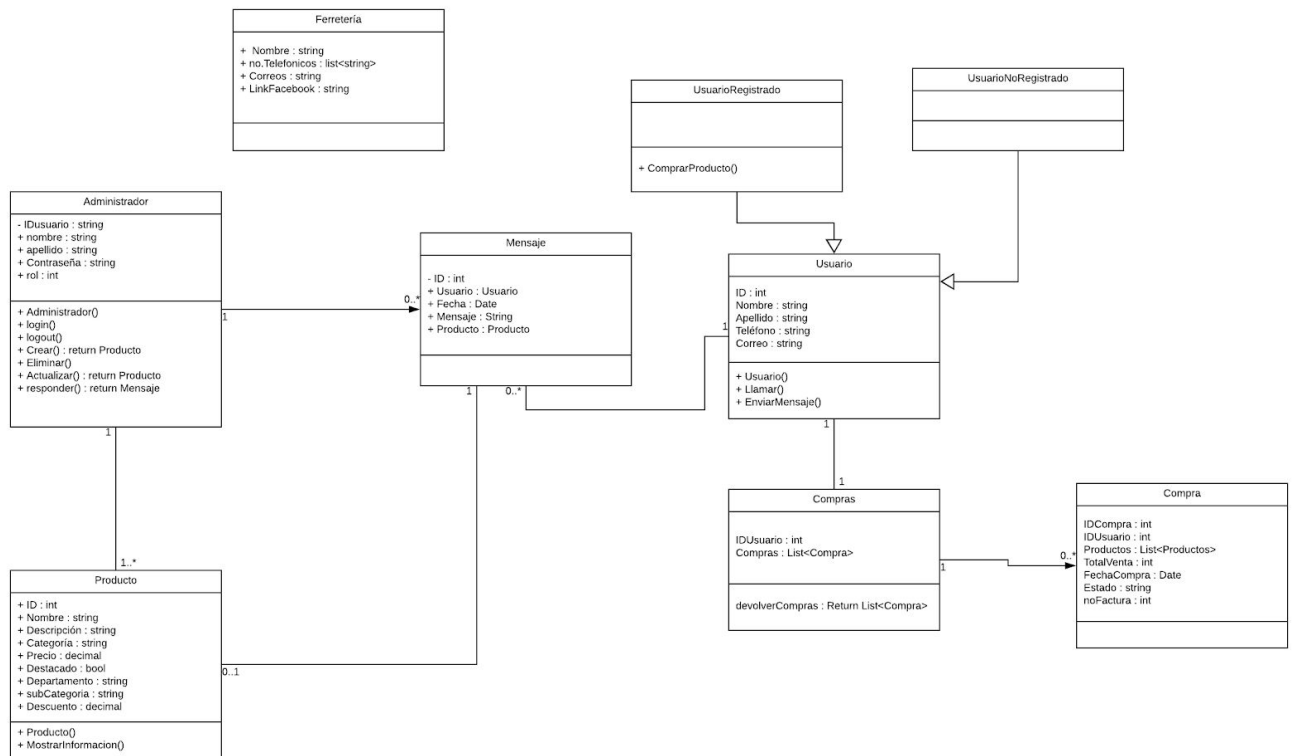 Ferretería
+ Nombre : string
+ no.Telefonicos : list<string>
+ Correos : string
+ LinkFacebook : string
UsuarioRegistrado
+ ComprarProducto()
UsuarioNoRegistrado
Administrador
- IDusuario : string
+ nombre : string
+ apellido : string
+ Contraseña : string
+ rol : int
+ Administrador()
+ login()
+ logout()
+ Crear() : return Producto
+ Eliminar()
+ Actualizar() : return Producto
+ responder() : return Mensaje
1
0..*
1
1..*
Mensaje
- ID : int
+ Usuario : Usuario
+ Fecha : Date
+ Mensaje : String
+ Producto : Producto
1
0..*
1
Usuario
ID : int
Nombre : string
Apellido : string
Teléfono : string
Correo : string
+ Usuario()
+ Llamar()
+ EnviarMensaje()
1
1
Compras
IDUsuario : int
Compras : List<Compra>
devolverCompras : Return List<Compra>
1
0..*
Compra
IDCompra : int
IDUsuario : int
Productos : List<Productos>
TotalVenta : int
FechaCompra : Date
Estado : string
noFactura : int
Producto
+ ID : int
+ Nombre : string
+ Descripción : string
+ Categoría : string
+ Precio : decimal
+ Destacado : bool
+ Departamento : string
+ subCategoria : string
+ Descuento : decimal
+ Producto()
+ MostrarInformacion()
0..1